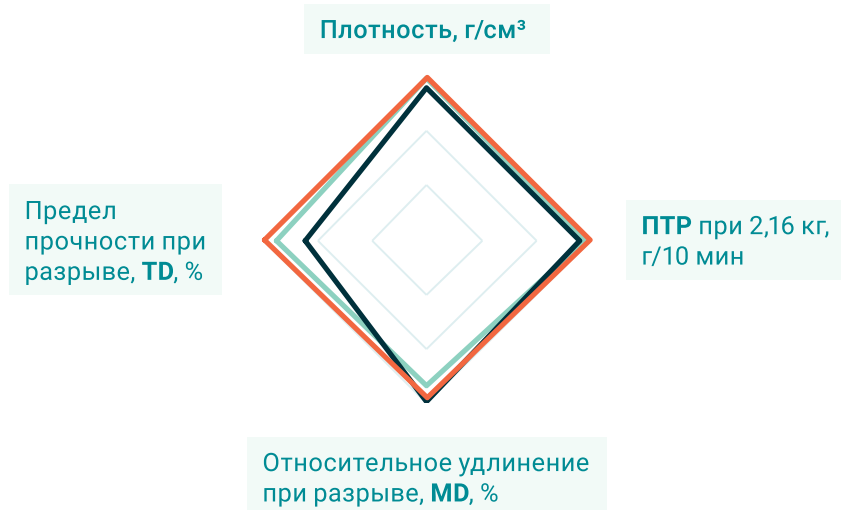 Плотность, г/см³
Предел
прочности при
разрыве, TD, %
ПТР при 2,16 кг,
г/10 мин
Относительное удлинение
при разрыве, MD, %